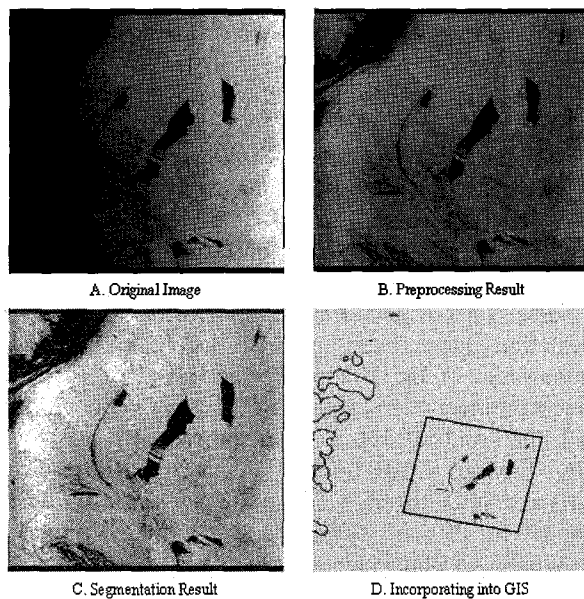 A. Original Image
B. Preprocessing Result
C. Segmentation Result
D. Incorporating into GIS